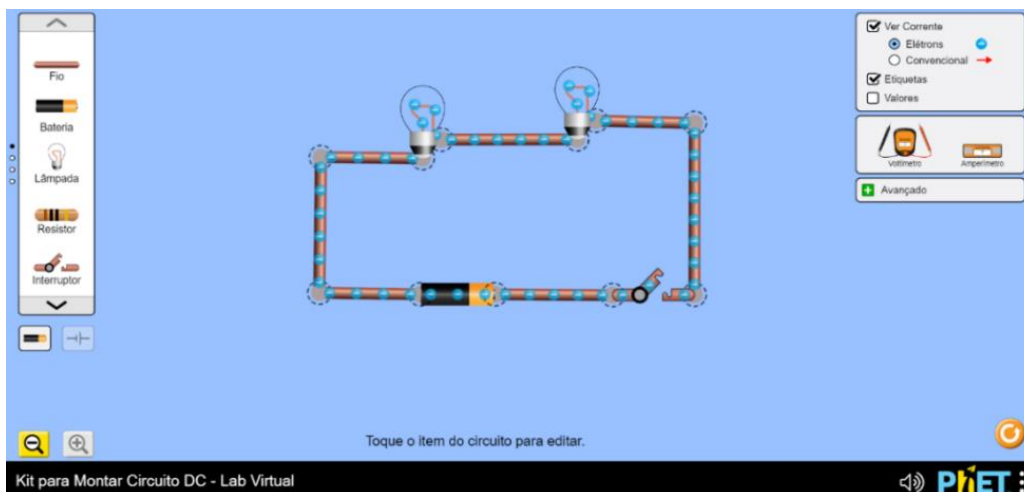 Fio
Bateria
Lâmpada
Resistor
Interruptor
Ver Corrente
Elétrons
Convencional
Etiquetas
Valores
Voltímetro
Amperímetro
Avançado
Toque o item do circuito para editar.
Kit para Montar Circuito DC - Lab Virtual
PhET